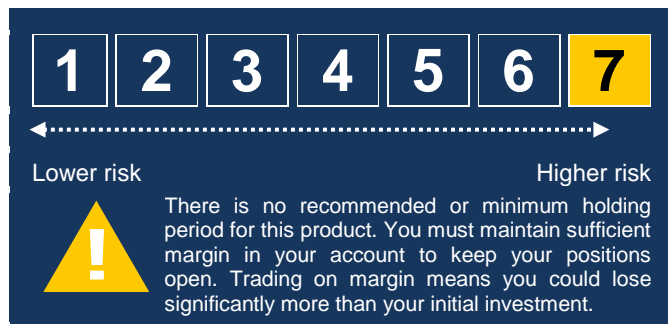 1 2 3 4 5 6 7
Lower risk Higher risk
!
There is no recommended or minimum holding
period for this product. You must maintain sufficient
margin in your account to keep your positions
open. Trading on margin means you could lose
significantly more than your initial investment.